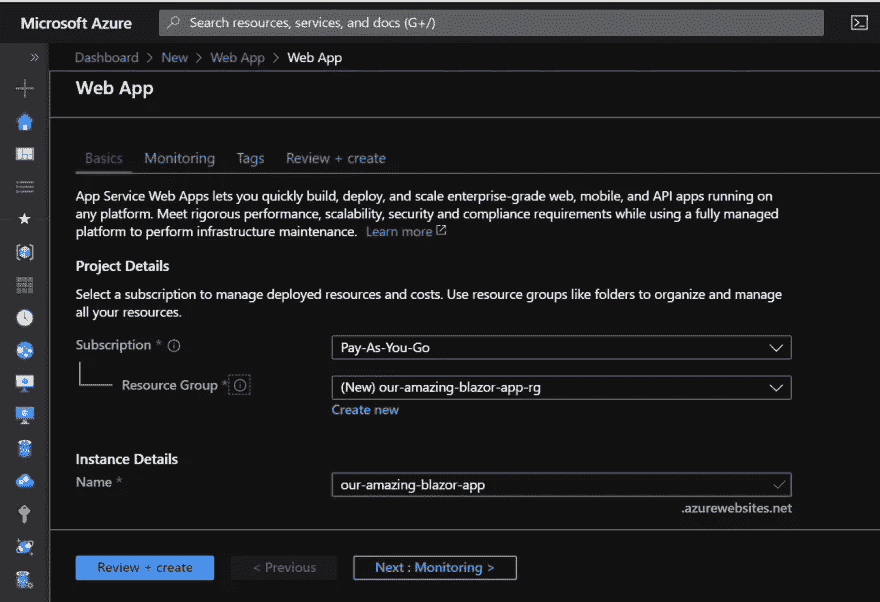 Microsoft Azure
Search resources, services, and docs (G+/)
Dashboard > New > Web App > Web App
Web App
Basics Monitoring Tags Review + create
App Service Web Apps lets you quickly build, deploy, and scale enterprise-grade web, mobile, and API apps running on
any platform. Meet rigorous performance, scalability, security and compliance requirements while using a fully managed
platform to perform infrastructure maintenance. Learn more
Project Details
Select a subscription to manage deployed resources and costs. Use resource groups like folders to organize and manage
all your resources.
Subscription * Pay-As-You-Go
Resource Group * (New) our-amazing-blazor-app-rg
Create new
Instance Details
Name * our-amazing-blazor-app
.azurewebsites.net
Review + create < Previous Next : Monitoring >